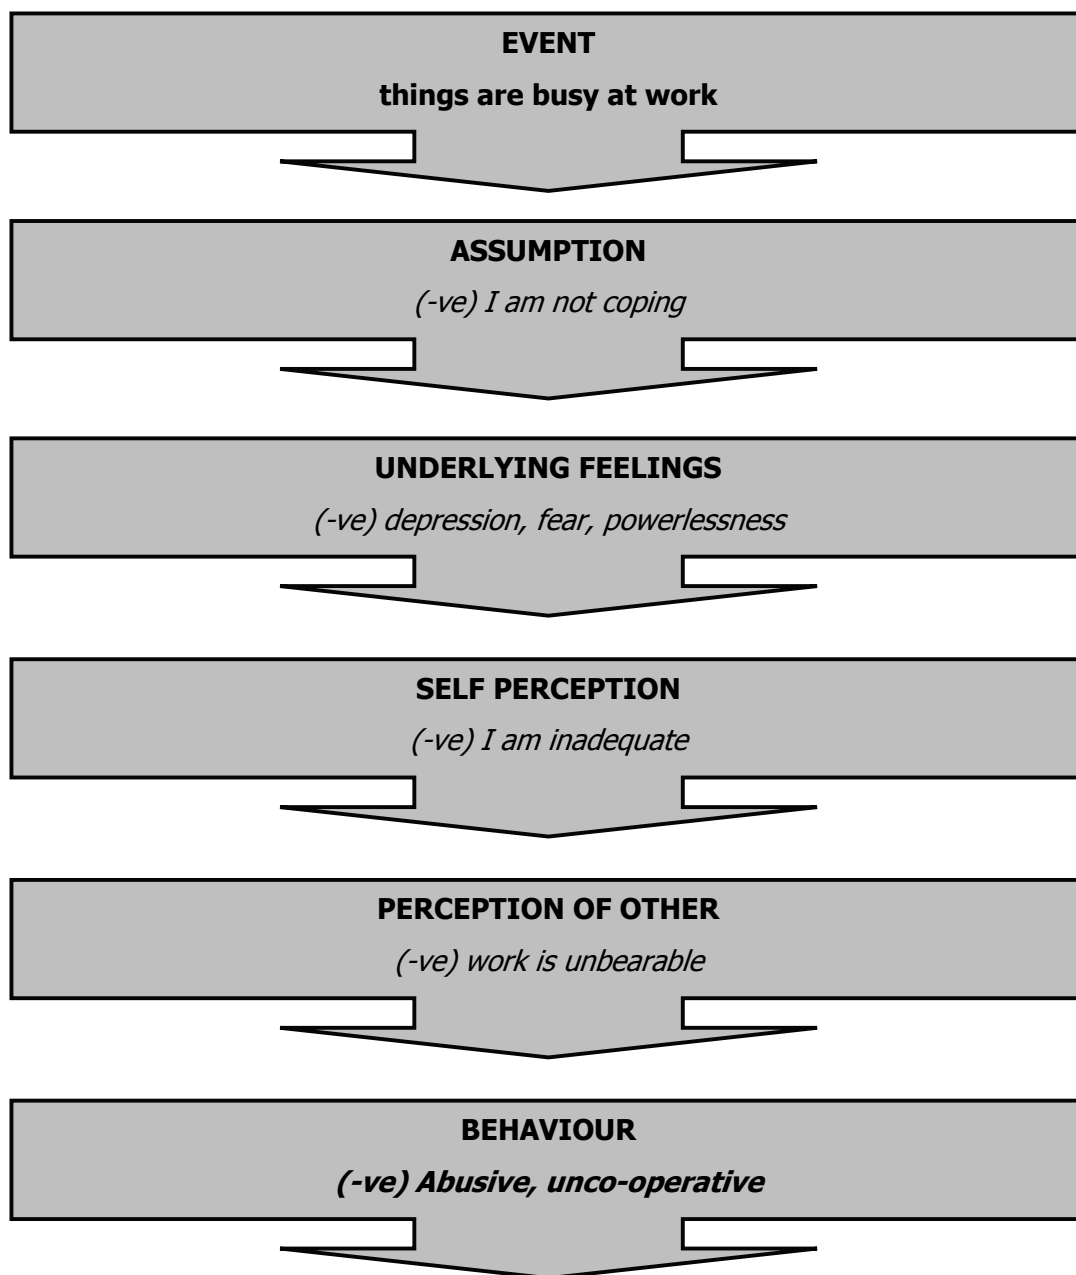 EVENT
things are busy at work
ASSUMPTION
(-ve) I am not coping
UNDERLYING FEELINGS
(-ve) depression, fear, powerlessness
SELF PERCEPTION
(-ve) I am inadequate
PERCEPTION OF OTHER
(-ve) work is unbearable
BEHAVIOUR
(-ve) Abusive, unco-operative